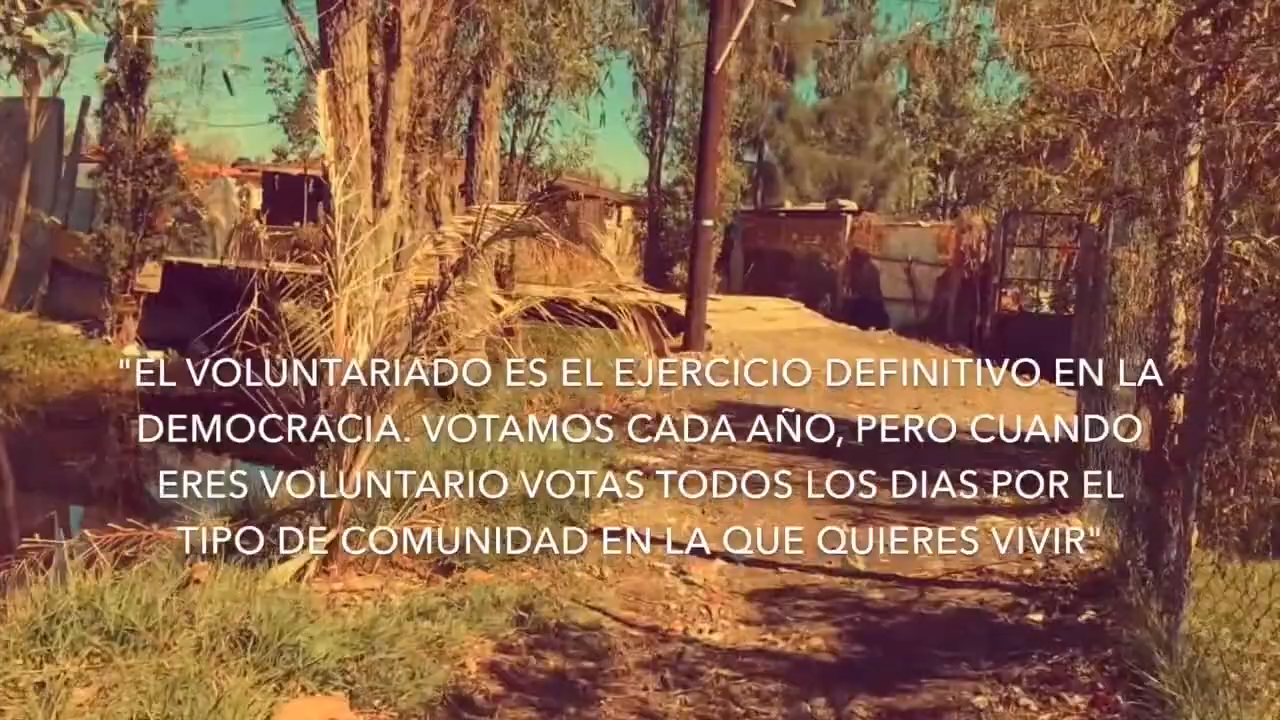 "EL VOLUNTARIADO ES EL EJERCICIO DEFINITIVO EN LA
DEMOCRACIA. VOTAMOS CADA AÑO, PERO CUANDO
ERES VOLUNTARIO VOTAS TODOS LOS DIAS POR EL
TIPO DE COMUNIDAD EN LA QUE QUIERES VIVIR"